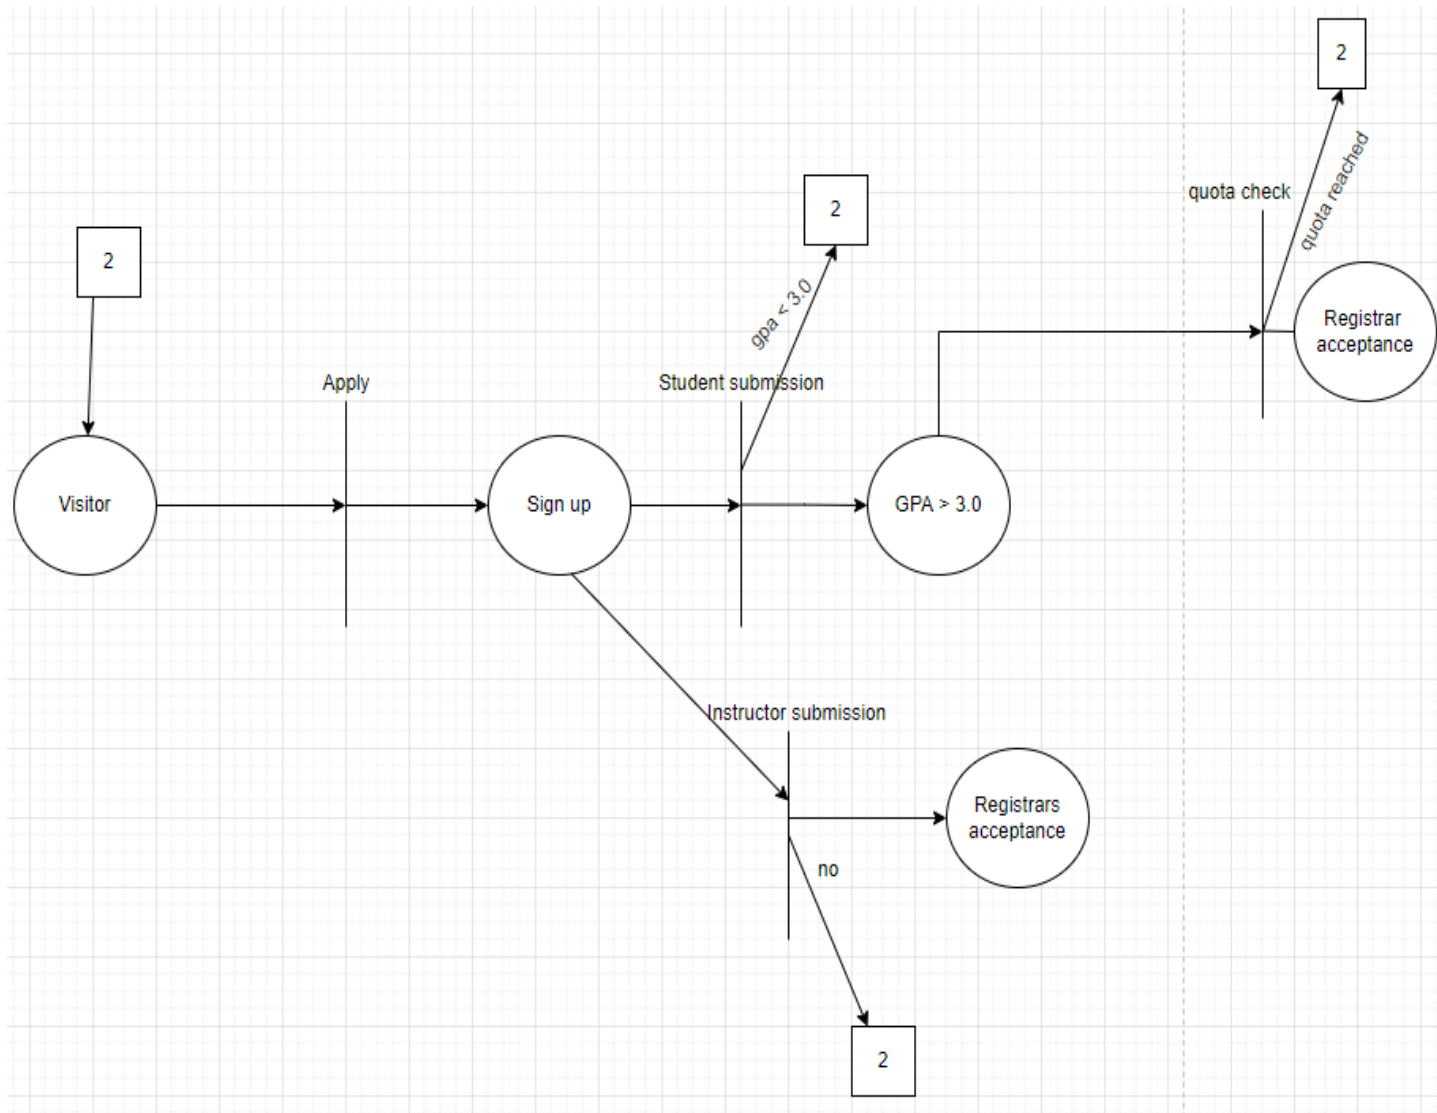 2
2
quota check
quota reached
2
gpa < 3.0
Registrar
acceptance
Apply
Student submission
Visitor
Sign up
GPA > 3.0
Instructor submission
Registrars
acceptance
no
2